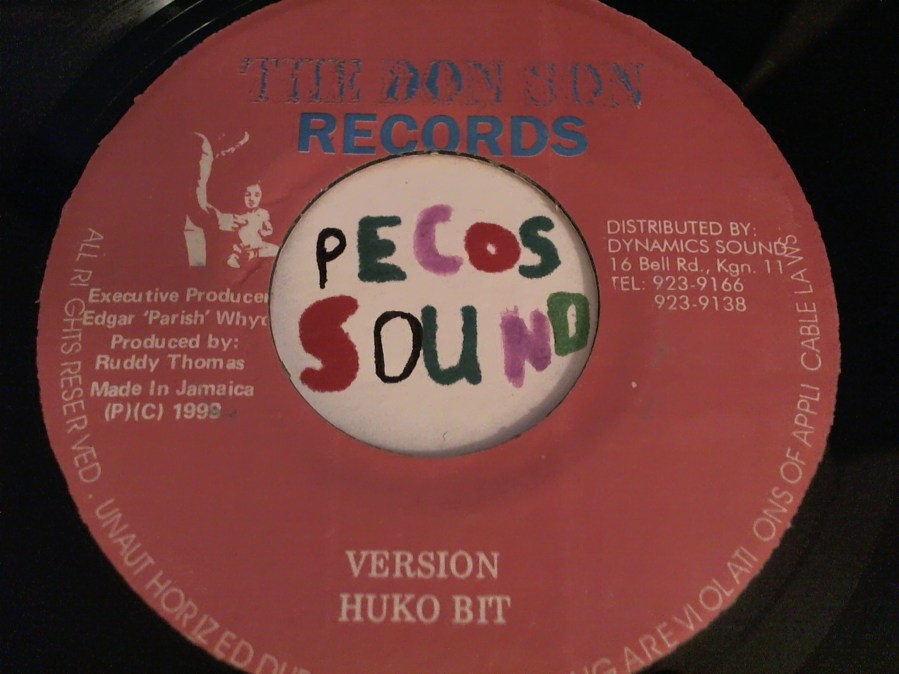 THE DON SON
RECORDS
PECOS
SOUND
DISTRIBUTED BY:
DYNAMICS SOUNDS
16 Bell Rd., Kgn. 11
TEL: 923-9166
923-9138
Executive Producer
Edgar 'Parish' Whyt
Produced by:
Ruddy Thomas
Made In Jamaica
(P)(C) 1999
VERSION
HUKO BIT
ALL RIGHTS RESERVED. UNAUTHORIZED ARE VIOLATIONS OF APPLICABLE LAWS